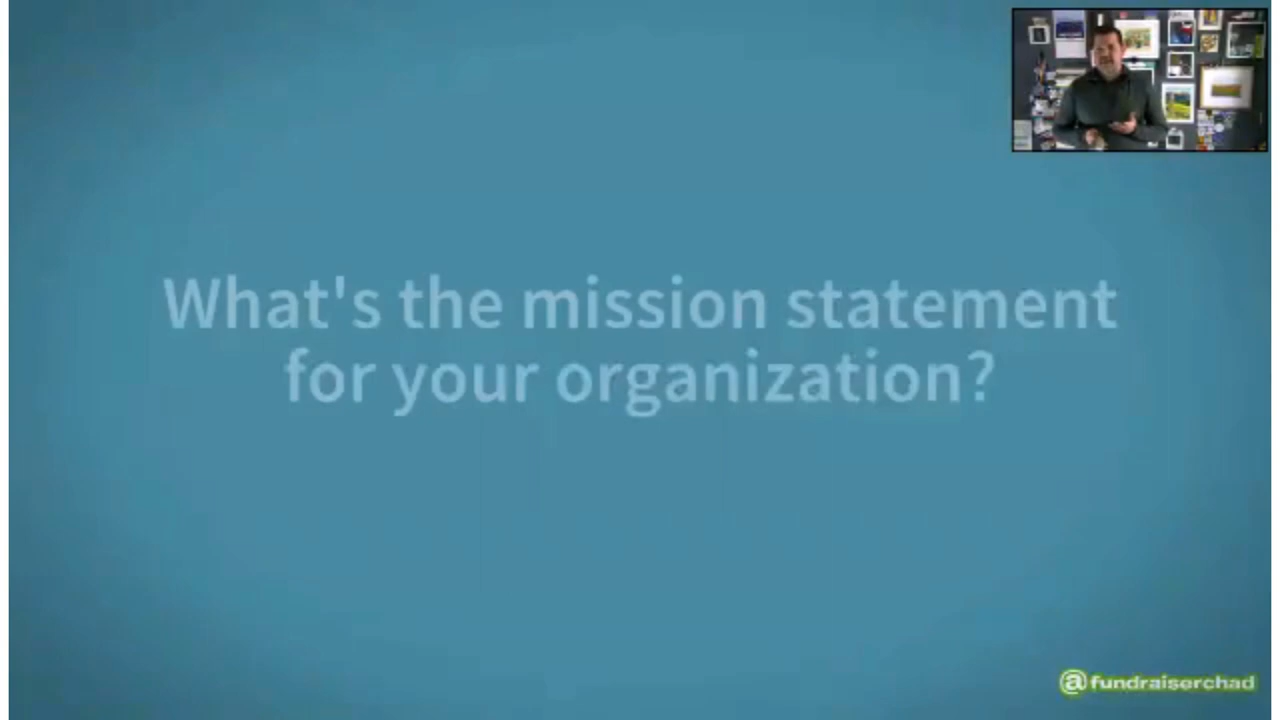 What's the mission statement
for your organization?
@fundraiserchad